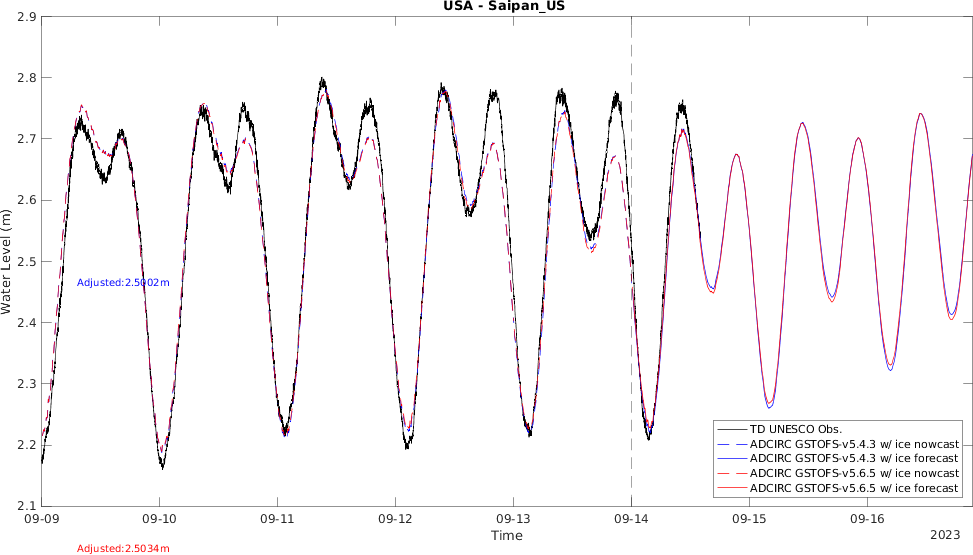 USA - Saipan_US
2.9
2.8
2.7
2.6
2.5
2.4
2.3
2.2
2.1
Water Level (m)
Adjusted:2.5002m
TD UNESCO Obs.
ADCIRC GSTOFS-v5.4.3 w/ ice nowcast
ADCIRC GSTOFS-v5.4.3 w/ ice forecast
ADCIRC GSTOFS-v5.6.5 w/ ice nowcast
ADCIRC GSTOFS-v5.6.5 w/ ice forecast
09-09 09-10 09-11 09-12 09-13 09-14 09-15 09-16
Time
2023
Adjusted:2.5034m